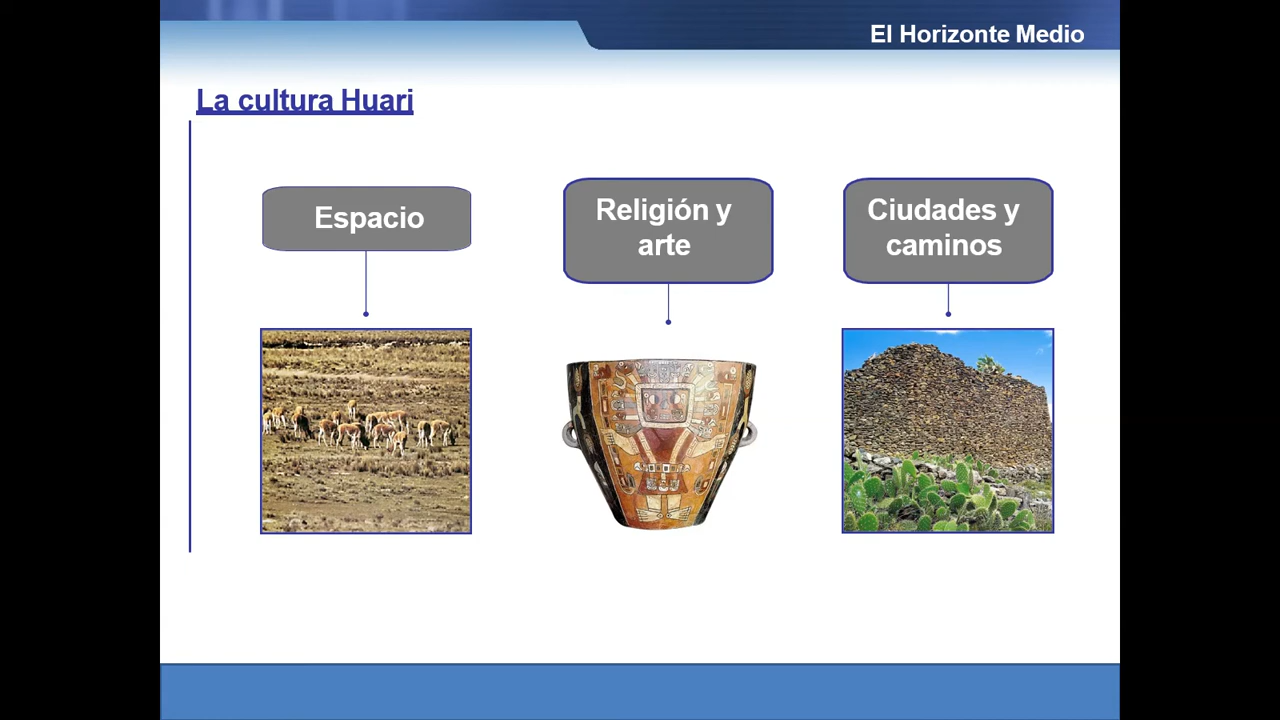 El Horizonte Medio
La cultura Huari
Espacio
Religión y
arte
Ciudades y
caminos